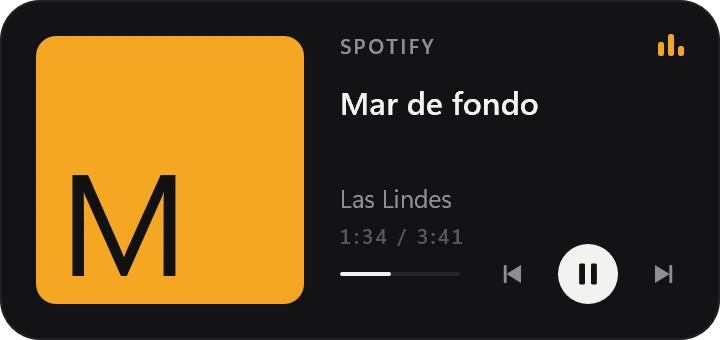 M
SPOTIFY
Mar de fondo
Las Lindes
1:34 / 3:41